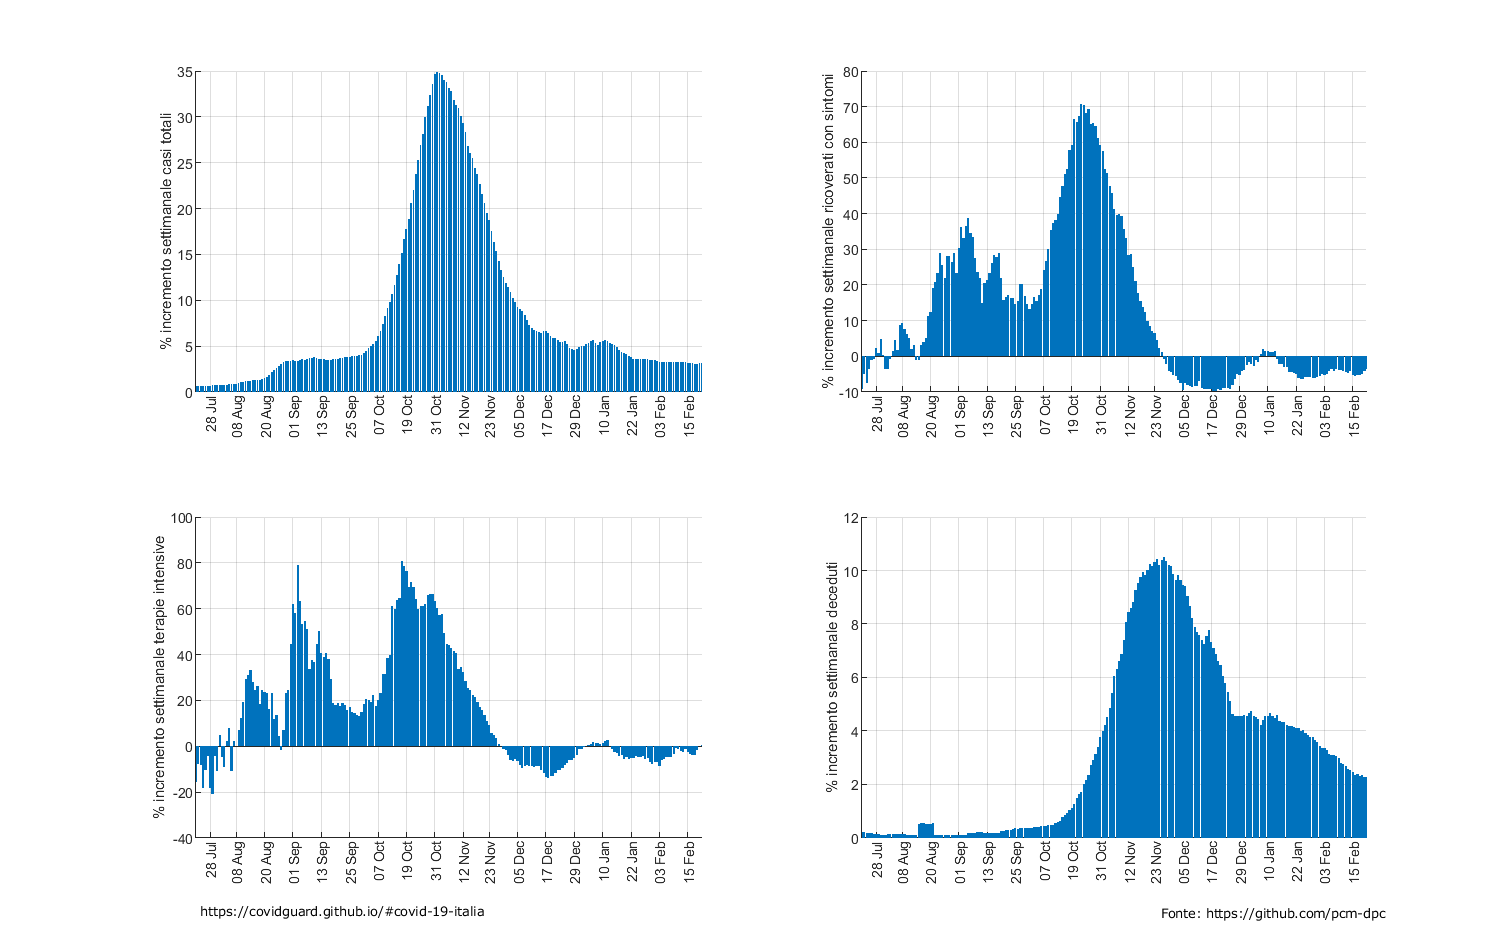 % incremento settimanale casi totali
35
30
25
20
15
10
5
0
28 Jul
08 Aug
20 Aug
01 Sep
13 Sep
25 Sep
07 Oct
19 Oct
31 Oct
12 Nov
23 Nov
05 Dec
17 Dec
29 Dec
10 Jan
22 Jan
03 Feb
15 Feb
% incremento settimanale ricoverati con sintomi
80
70
60
50
40
30
20
10
0
-10
28 Jul
08 Aug
20 Aug
01 Sep
13 Sep
25 Sep
07 Oct
19 Oct
31 Oct
12 Nov
23 Nov
05 Dec
17 Dec
29 Dec
10 Jan
22 Jan
03 Feb
15 Feb
% incremento settimanale terapie intensive
100
80
60
40
20
0
-20
-40
28 Jul
08 Aug
20 Aug
01 Sep
13 Sep
25 Sep
07 Oct
19 Oct
31 Oct
12 Nov
23 Nov
05 Dec
17 Dec
29 Dec
10 Jan
22 Jan
03 Feb
15 Feb
% incremento settimanale deceduti
12
10
8
6
4
2
0
28 Jul
08 Aug
20 Aug
01 Sep
13 Sep
25 Sep
07 Oct
19 Oct
31 Oct
12 Nov
23 Nov
05 Dec
17 Dec
29 Dec
10 Jan
22 Jan
03 Feb
15 Feb
https://covidguard.github.io/#covid-19-italia
Fonte: https://github.com/pcm-dpc